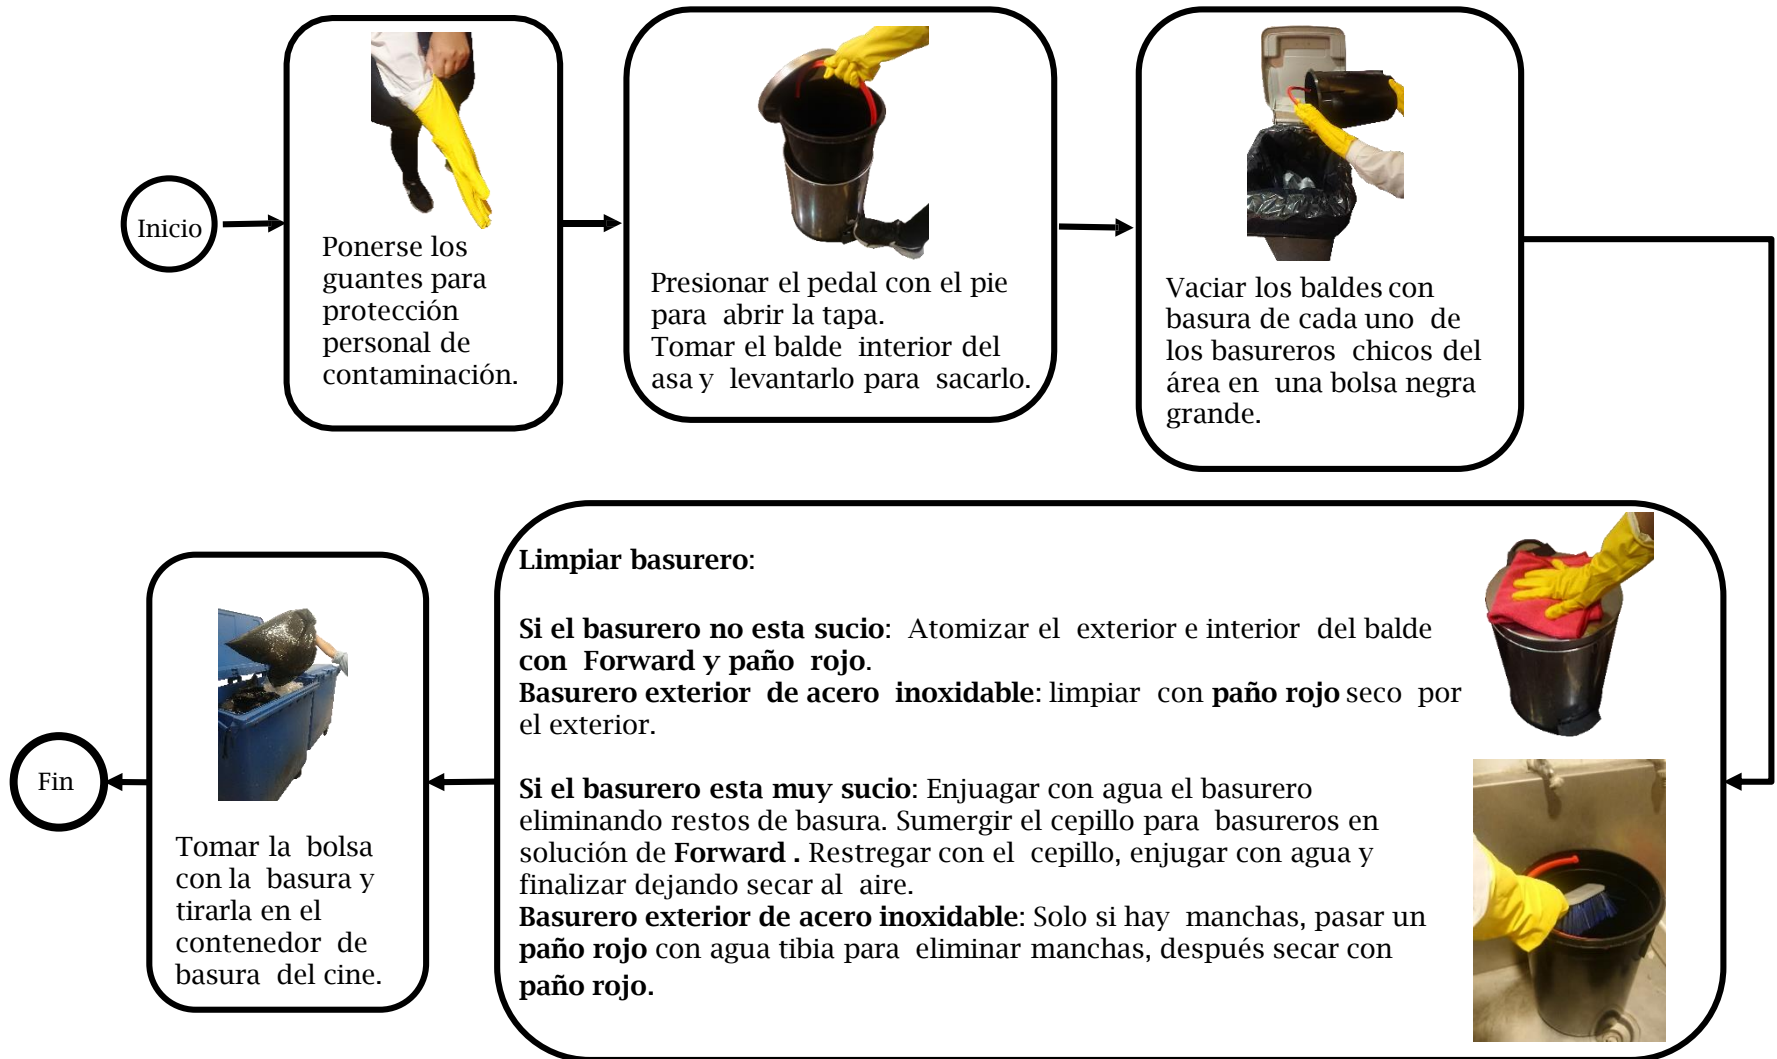 Inicio
Ponerse los
guantes para
protección
personal de
contaminación.
Presionar el pedal con el pie
para abrir la tapa.
Tomar el balde interior del
asa y levantarlo para sacarlo.
Vaciar los baldes con
basura de cada uno de
los basureros chicos del
área en una bolsa negra
grande.
Limpiar basurero:
Si el basurero no esta sucio: Atomizar el exterior e interior del balde
con Forward y paño rojo.
Basurero exterior de acero inoxidable: limpiar con paño rojo seco por
el exterior.
Si el basurero esta muy sucio: Enjuagar con agua el basurero
eliminando restos de basura. Sumergir el cepillo para basureros en
solución de Forward . Restregar con el cepillo, enjugar con agua y
finalizar dejando secar al aire.
Basurero exterior de acero inoxidable: Solo si hay manchas, pasar un
paño rojo con agua tibia para eliminar manchas, después secar con
paño rojo.
Tomar la bolsa
con la basura y
tirarla en el
contenedor de
basura del cine.
Fin